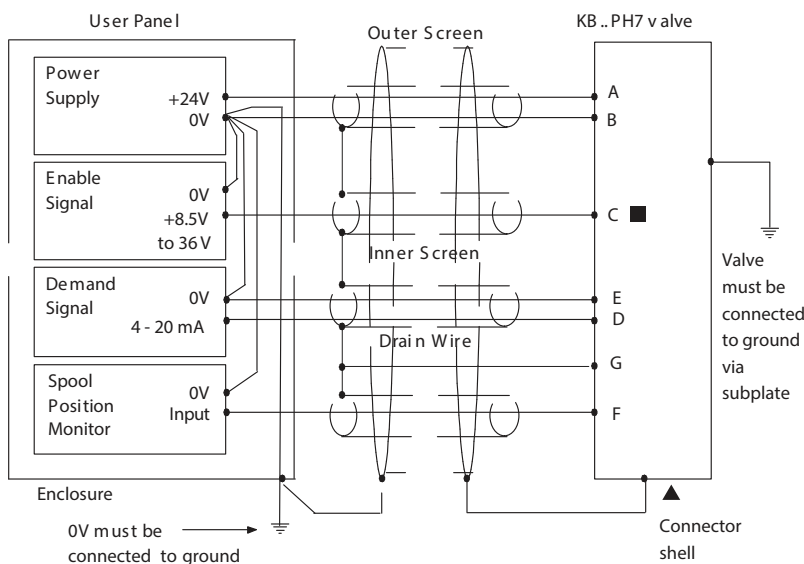 User Panel
Outer Screen
KB .. PH7 valve
Power
Supply
+24V
0V
A
B
Enable
Signal
0V
+8.5V
to 36 V
C
Inner Screen
Demand
Signal
0V
4 - 20 mA
E
D
Drain Wire
G
Spool
Position
Monitor
0V
Input
F
Valve
must be
connected
to ground
via
subplate
Enclosure
0V must be
connected to ground
Connector
shell